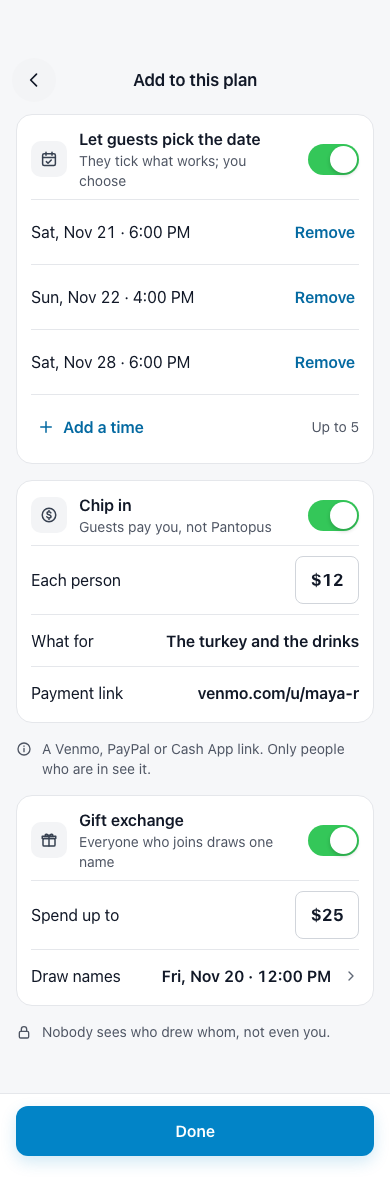 Add to this plan
Let guests pick the date
They tick what works; you
choose
Sat, Nov 21 · 6:00 PM
Remove
Sun, Nov 22 · 4:00 PM
Remove
Sat, Nov 28 · 6:00 PM
Remove
+ Add a time
Up to 5
Chip in
Guests pay you, not Pantopus
Each person
$12
What for
The turkey and the drinks
Payment link
venmo.com/u/maya-r
A Venmo, PayPal or Cash App link. Only people
who are in see it.
Gift exchange
Everyone who joins draws one
name
Spend up to
$25
Draw names
Fri, Nov 20 · 12:00 PM
Nobody sees who drew whom, not even you.
Done